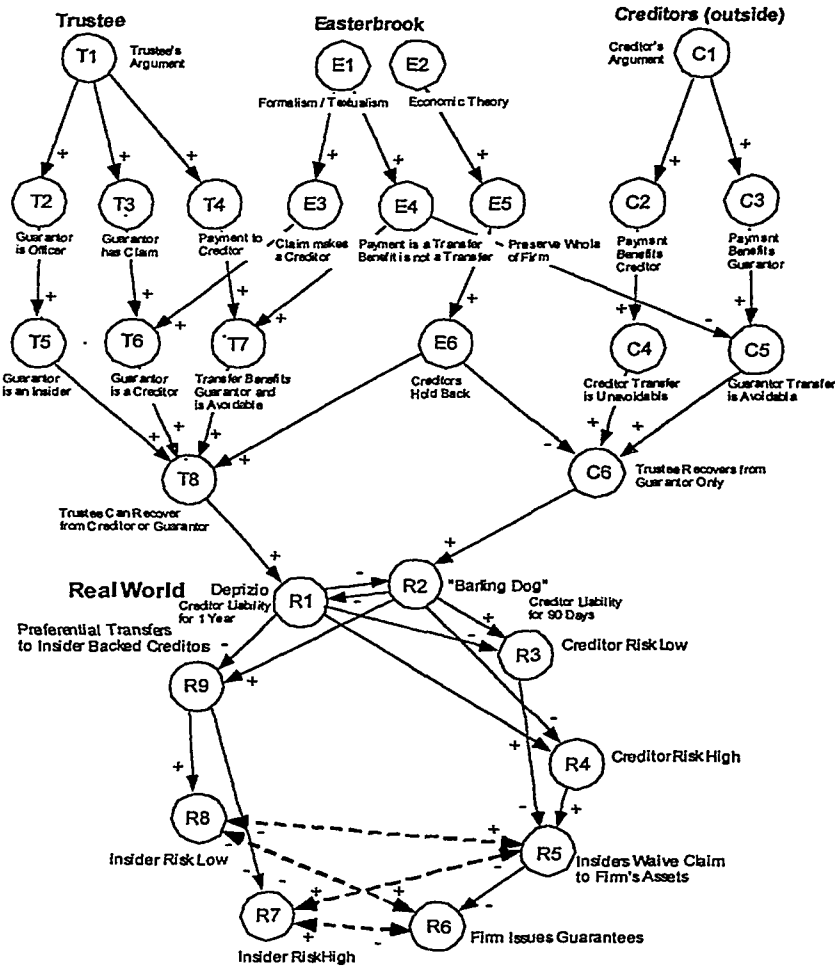 Trustee
Easterbrook
Creditors (outside)
T1
Trustee's
Argument
E1
E2
Creditor's
Argument
C1
Formalism / Textualism
Economic Theory
+
+
+
+
+
+
+
+
T2
T3
T4
E3
E4
E5
C2
C3
Guarantor
is Officer
Guarantor
has Claim
Payment to
Creditor
Claim makes
a Creditor
Payment is a Transfer
Benefit is not a Transfer
Preserve Whole
of Firm
Payment
Benefits
Creditor
Payment
Benefits
Guarantor
+
+
+
+
+
+
+
-
+
T5
T6
T7
E6
C4
C5
Guarantor
is an Insider
Guarantor
is a Creditor
Transfer Benefits
Guarantor and
is Avoidable
Creditors
Hold Back
Creditor Transfer
is Unavoidable
Guarantor Transfer
is Avoidable
+
+
+
+
-
+
+
T8
C6
Trustee Can Recover
from Creditor or Guarantor
Trustee Recovers from
Guarantor Only
+
+
Real World
Deprizio
Creditor Liability
for 1 Year
R1
-
-
R2
"Barking Dog"
Creditor Liability
for 90 Days
Preferential Transfers
to Insider Backed Creditos
-
+
+
-
R3
Creditor Risk Low
R9
+
-
R4
Creditor Risk High
+
-
+
R8
-
-
+
R5
Insider Risk Low
Insiders Waive Claim
to Firm's Assets
-
-
+
+
-
-
R7
+
-
R6
Insider Risk High
Firm Issues Guarantees